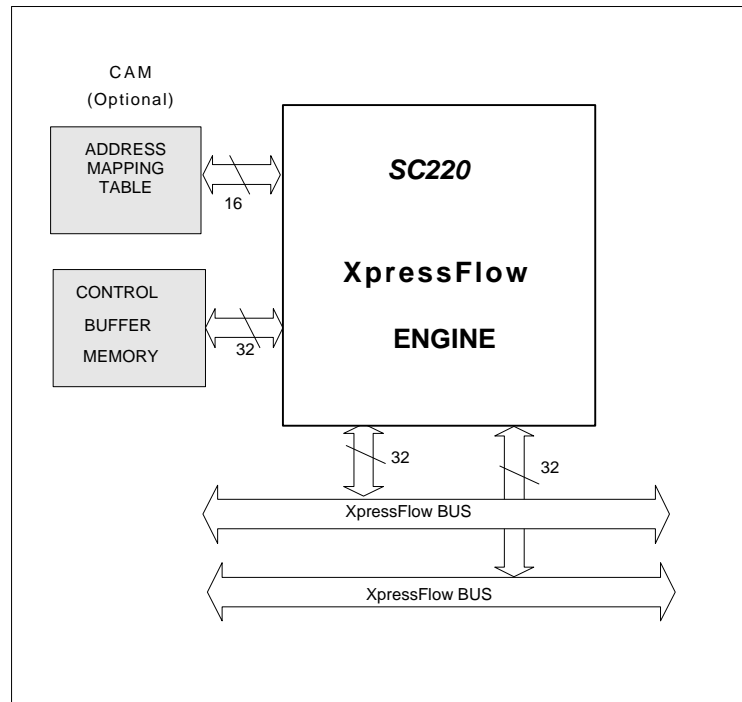 CAM
(Optional)
ADDRESS
MAPPING
TABLE
16
SC220
XpressFlow
ENGINE
CONTROL
BUFFER
MEMORY
32
32
32
XpressFlow BUS
XpressFlow BUS